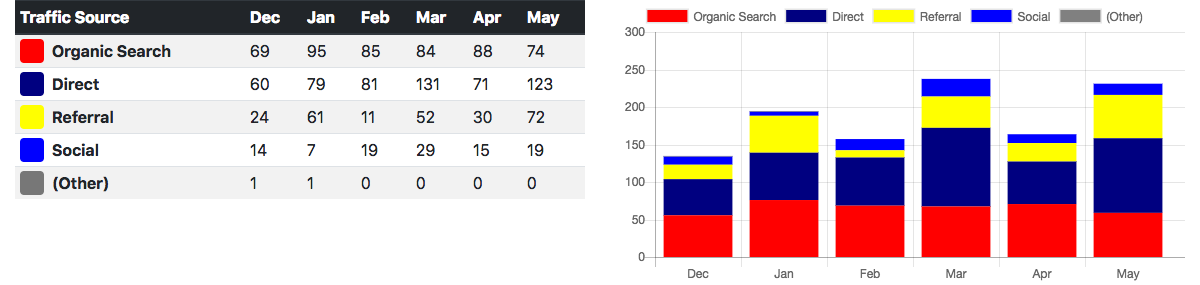 Traffic Source Dec Jan Feb Mar Apr May
Organic Search 69 95 85 84 88 74
Direct 60 79 81 131 71 123
Referral 24 61 11 52 30 72
Social 14 7 19 29 15 19
(Other) 1 1 0 0 0 0
Organic Search Direct Referral Social (Other)
300
250
200
150
100
50
0
Dec Jan Feb Mar Apr May